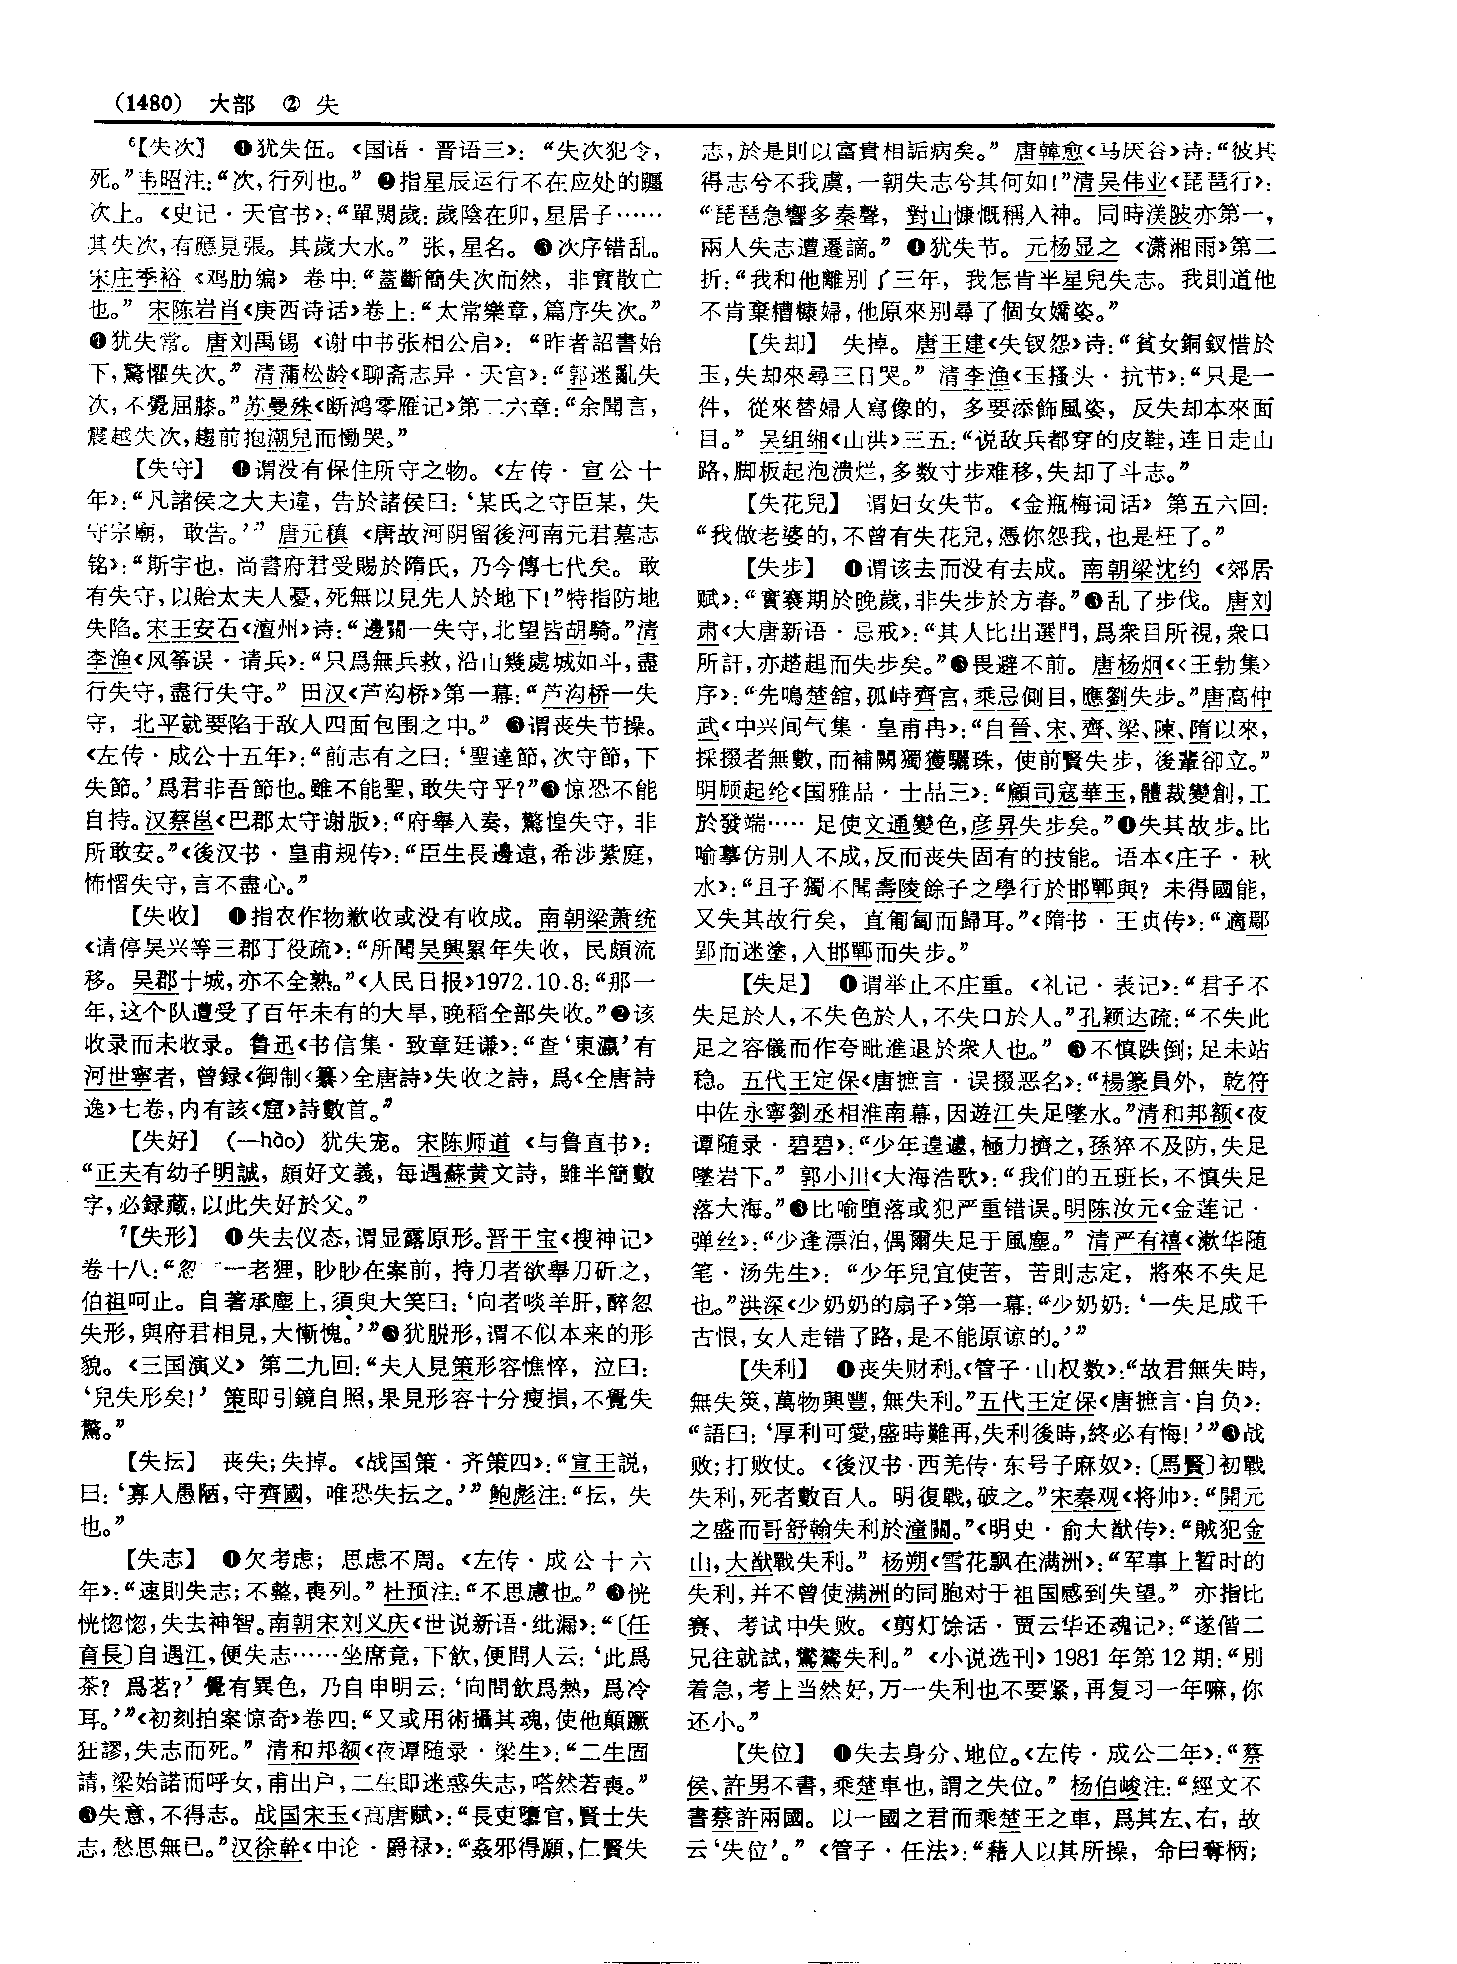 （1480） 大部 ② 失
⁶【失次】 ❶犹失伍。《国语·晋语三》：“失次犯令，
死。”韦昭注：“次，行列也。” ❷指星辰运行不在应处的躔
次上。《史记·天官书》：“單閼歲：歲陰在卯，星居子……
其失次，有應見張。其歲大水。”张，星名。 ❸次序错乱。
宋庄季裕《鸡肋编》卷中：“蓋斷簡失次而然，非實散亡
也。” 宋陈岩肖《庚西诗话》卷上：“太常樂章，篇序失次。”
❹犹失常。唐刘禹锡《谢中书张相公启》：“昨者詔書始
下，驚懼失次。”清蒲松龄《聊斋志异·天宫》：“郭迷亂失
次，不覺屈膝。”苏曼殊《断鸿零雁记》第二六章：“余聞言，
震越失次，趨前抱潮兒而慟哭。”
【失守】 ❶谓没有保住所守之物。《左传·宣公十
年》：“凡諸侯之大夫違，告於諸侯曰：‘某氏之守臣某，失
守宗廟，敢告。’” 唐元稹《唐故河阴留後河南元君墓志
铭》：“斯宇也，尚書府君受賜於隋氏，乃今傳七代矣。敢
有失守，以貽太夫人憂，死無以見先人於地下！”特指防地
失陷。宋王安石《澶州》诗：“邊關一失守，北望皆胡騎。”清
李渔《风筝误·请兵》：“只爲無兵救，沿山幾處城如斗，盡
行失守，盡行失守。” 田汉《芦沟桥》第一幕：“芦沟桥一失
守，北平就要陷于敌人四面包围之中。” ❷谓丧失节操。
《左传·成公十五年》：“前志有之曰：‘聖達節，次守節，下
失節。’爲君非吾節也。雖不能聖，敢失守乎？”❸惊恐不能
自持。汉蔡邕《巴郡太守谢版》：“府舉入奏，驚惶失守，非
所敢安。”《後汉书·皇甫规传》：“臣生長邊遠，希涉紫庭，
怖慴失守，言不盡心。”
【失收】 ❶指农作物歉收或没有收成。南朝梁萧统
《请停吴兴等三郡丁役疏》：“所聞吴興累年失收，民頗流
移。吴郡十城，亦不全熟。”《人民日报》1972.10.8：“那一
年，这个队遭受了百年未有的大旱，晚稻全部失收。”❷该
收录而未收录。鲁迅《书信集·致章廷谦》：“查‘東瀛’有
河世寧者，曾録《御制〈纂〉全唐詩》失收之詩，爲《全唐詩
逸》七卷，内有該《窟》詩數首。”
【失好】 （—hào）犹失宠。宋陈师道《与鲁直书》：
“正夫有幼子明誠，頗好文義，每遇蘇黄文詩，雖半簡數
字，必録藏，以此失好於父。”
⁷【失形】 ❶失去仪态，谓显露原形。晋干宝《搜神记》
卷十八：“忽 一老狸，眇眇在案前，持刀者欲舉刀斫之，
伯祖呵止。自著承塵上，須臾大笑曰：‘向者啖羊肝，醉忽
失形，與府君相見，大慚愧。’”❷犹脱形，谓不似本来的形
貌。《三国演义》第二九回：“夫人見策形容憔悴，泣曰：
‘兒失形矣！’策即引鏡自照，果見形容十分瘦損，不覺失
驚。”
【失抎】 丧失；失掉。《战国策·齐策四》：“宣王説，
曰：‘寡人愚陋，守齊國，唯恐失抎之。’”鲍彪注：“抎，失
也。”
【失志】 ❶欠考虑；思虑不周。《左传·成公十六
年》：“速則失志；不整，喪列。”杜预注：“不思慮也。” ❷恍
恍惚惚，失去神智。南朝宋刘义庆《世说新语·纰漏》：“〔任
育長〕自過江，便失志……坐席竟，下飲，便問人云：‘此爲
茶？爲茗？’覺有異色，乃自申明云：‘向問飲爲熱，爲冷
耳。’”《初刻拍案惊奇》卷四：“又或用術攝其魂，使他顛蹶
狂謬，失志而死。”清和邦额《夜谭随录·梁生》：“二生固
請，梁始諾而呼女，甫出户，二生即迷惑失志，嗒然若喪。”
❸失意，不得志。战国宋玉《高唐赋》：“長吏隳官，賢士失
志，愁思無已。”汉徐幹《中论·爵禄》：“姦邪得願，仁賢失
志，於是則以富貴相詬病矣。” 唐韓愈《马厌谷》诗：“彼其
得志兮不我虞，一朝失志兮其何如！”清吴伟业《琵琶行》：
“琵琶急響多秦聲，對山慷慨稱入神。同時渼陂亦第一，
兩人失志遭遷謫。” ❹犹失节。元杨显之《潇湘雨》第二
折：“我和他離别了三年，我怎肯半星兒失志。我則道他
不肯棄糟糠婦，他原來别尋了個女嬌姿。”
【失却】 失掉。唐王建《失钗怨》诗：“貧女銅釵惜於
玉，失却來尋三日哭。”清李渔《玉搔头·抗节》：“只是一
件，從來替婦人寫像的，多要添飾風姿，反失却本來面
目。” 吴组缃《山洪》三五：“说敌兵都穿的皮鞋，连日走山
路，脚板起泡溃烂，多数寸步难移，失却了斗志。”
【失花兒】 谓妇女失节。《金瓶梅词话》第五六回：
“我做老婆的，不曾有失花兒，憑你怨我，也是枉了。”
【失步】 ❶谓该去而没有去成。南朝梁沈约《郊居
赋》：“實褰期於晚歲，非失步於方春。”❷乱了步伐。唐刘
肃《大唐新语·忌戒》：“其人比出選門，爲衆目所視，衆口
所訐，亦趑趄而失步矣。”❸畏避不前。唐杨炯《〈王勃集〉
序》：“先鳴楚舘，孤峙齊宫，乘忌側目，應劉失步。”唐高仲
武《中兴间气集·皇甫冉》：“自晉、宋、齊、梁、陳、隋以來，
採掇者無數，而補闕獨獲驪珠，使前賢失步，後輩卻立。”
明顾起纶《国雅品·士品三》：“顧司寇華玉，體裁變創，工
於發端……足使文通變色，彦昇失步矣。”❹失其故步。比
喻摹仿别人不成，反而丧失固有的技能。语本《庄子·秋
水》：“且子獨不聞壽陵餘子之學行於邯鄲與？未得國能，
又失其故行矣，直匍匐而歸耳。”《隋书·王贞传》：“適鄢
郢而迷塗，入邯鄲而失步。”
【失足】 ❶谓举止不庄重。《礼记·表记》：“君子不
失足於人，不失色於人，不失口於人。”孔颖达疏：“不失此
足之容儀而作夸毗進退於衆人也。” ❷不慎跌倒；足未站
稳。五代王定保《唐摭言·误掇恶名》：“楊篆員外，乾符
中佐永寧劉丞相淮南幕，因遊江失足墜水。”清和邦额《夜
谭随录·碧碧》：“少年遑遽，極力擠之，孫猝不及防，失足
墜岩下。” 郭小川《大海浩歌》：“我们的五班长，不慎失足
落大海。”❸比喻堕落或犯严重错误。明陈汝元《金莲记·
弹丝》：“少逢漂泊，偶爾失足于風塵。” 清严有禧《漱华随
笔·汤先生》：“少年兒宜使苦，苦則志定，將來不失足
也。”洪深《少奶奶的扇子》第一幕：“少奶奶：‘一失足成千
古恨，女人走错了路，是不能原谅的。’”
【失利】 ❶丧失财利。《管子·山权数》：“故君無失時，
無失筴，萬物興豐，無失利。”五代王定保《唐摭言·自负》：
“語曰：‘厚利可愛，盛時難再，失利後時，終必有悔！’”❷战
败；打败仗。《後汉书·西羌传·东号子麻奴》：〔馬賢〕初戰
失利，死者數百人。明復戰，破之。”宋秦观《将帅》：“開元
之盛而哥舒翰失利於潼關。”《明史·俞大猷传》：“賊犯金
山，大猷戰失利。” 杨朔《雪花飘在满洲》：“军事上暂时的
失利，并不曾使满洲的同胞对于祖国感到失望。” 亦指比
赛、考试中失败。《剪灯馀话·贾云华还魂记》：“遂偕二
兄往就試，鸑鷟失利。”《小说选刊》1981年第12期：“别
着急，考上当然好，万一失利也不要紧，再复习一年嘛，你
还小。”
【失位】 ❶失去身分、地位。《左传·成公二年》：“蔡
侯、許男不書，乘楚車也，謂之失位。” 杨伯峻注：“經文不
書蔡許兩國。以一國之君而乘楚王之車，爲其左、右，故
云‘失位’。”《管子·任法》：“藉人以其所操，命曰奪柄；